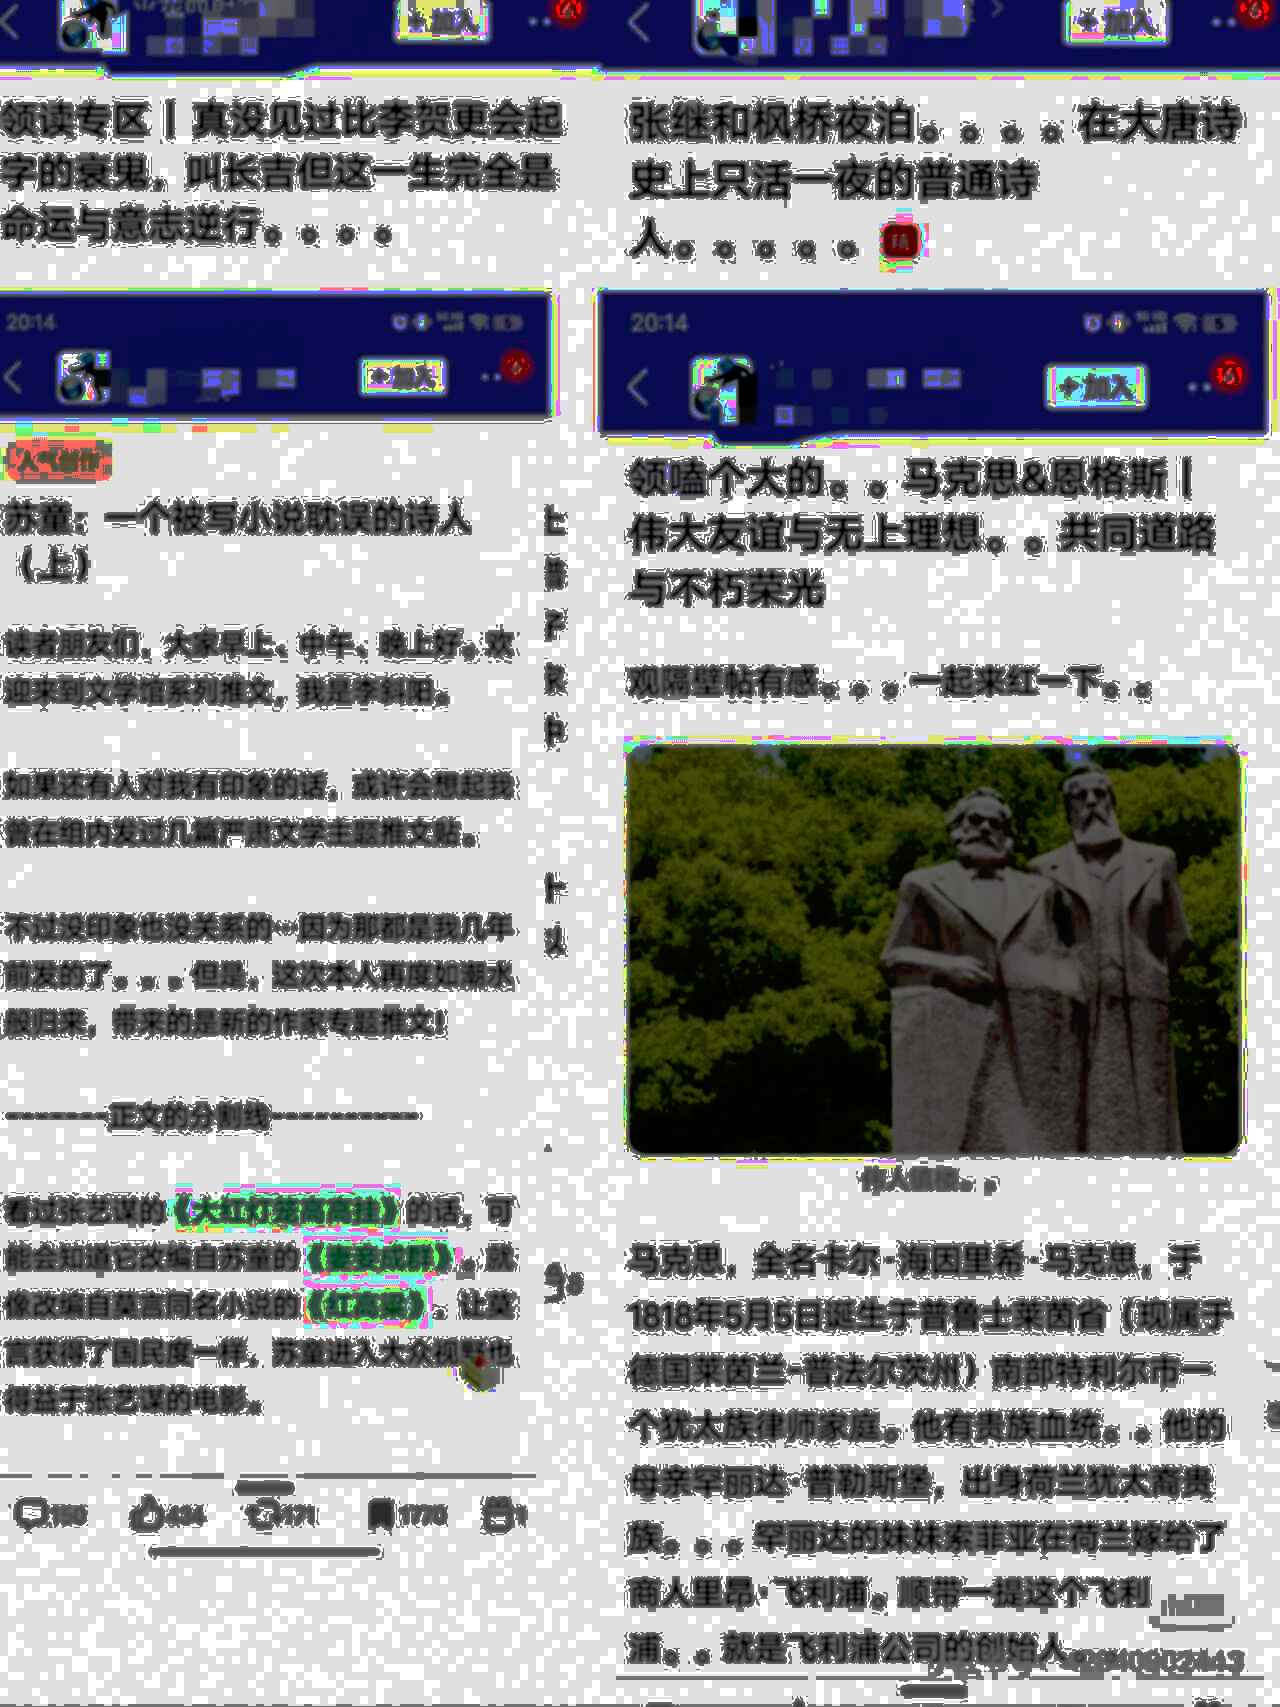 + 加入
领读专区丨真没见过比李贺更会起
字的衰鬼，叫长吉但这一生完全是
命运与意志逆行。。。。
20:14
+ 加入
人气创作
苏童：一个被写小说耽误的诗人
（上）
读者朋友们，大家早上、中午、晚上好。欢
迎来到文学馆系列推文，我是李斜阳。
如果还有人对我有印象的话，或许会想起我
曾在组内发过几篇严肃文学主题推文贴。
不过没印象也没关系的…因为那都是我几年
前发的了。。。但是，这次本人再度如潮水
般归来，带来的是新的作家专题推文！
-------正文的分割线----------
看过张艺谋的《大红灯笼高高挂》的话，可
能会知道它改编自苏童的《妻妾成群》。就
像改编自莫言同名小说的《红高粱》。让莫
言获得了国民度一样，苏童进入大众视野也
得益于张艺谋的电影。
150 434 171 1770
+ 加入
张继和枫桥夜泊。。。。在大唐诗
史上只活一夜的普通诗
人。。。。。
20:14
+ 加入
领嗑个大的。。马克思&恩格斯丨
伟大友谊与无上理想。。共同道路
与不朽荣光
观隔壁帖有感。。。一起来红一下。。
伟人镇楼。。
马克思，全名卡尔·海因里希·马克思，于
1818年5月5日诞生于普鲁士莱茵省（现属于
德国莱茵兰-普法尔茨州）南部特利尔市一
个犹太族律师家庭。他有贵族血统。。他的
母亲罕丽达·普勒斯堡，出身荷兰犹太裔贵
族。。。罕丽达的妹妹索菲亚在荷兰嫁给了
商人里昂·飞利浦。顺带一提这个飞利
浦。。就是飞利浦公司的创始人